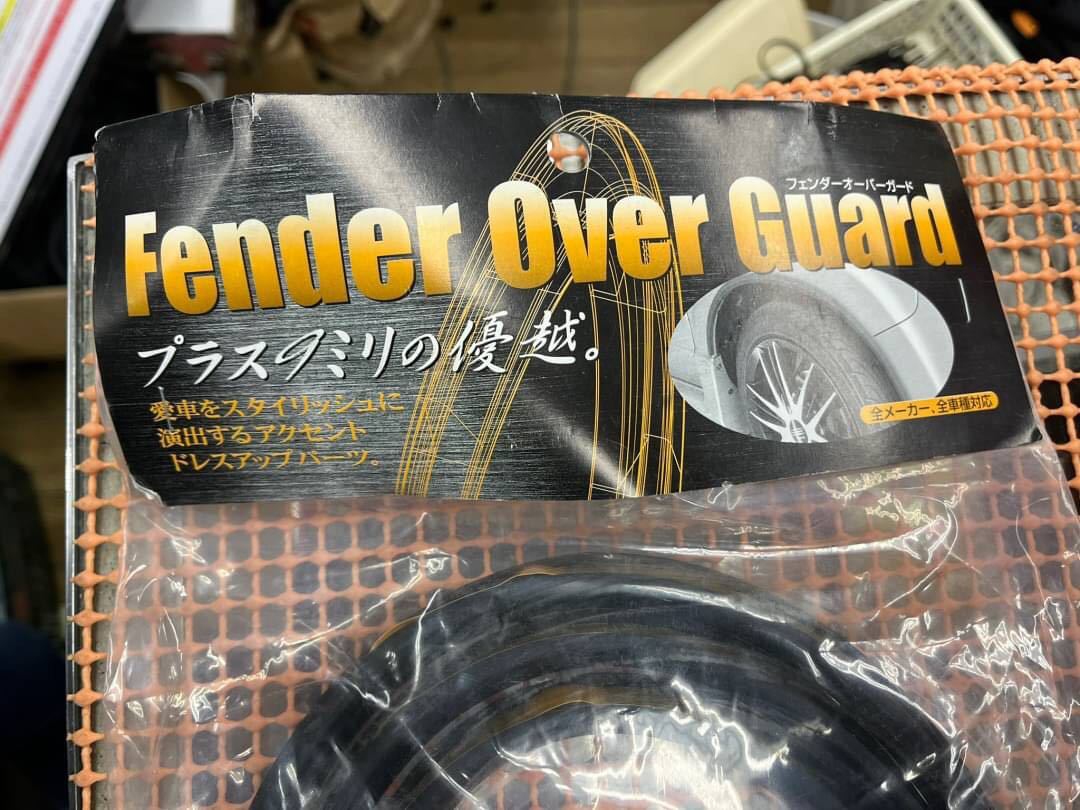 フェンダーオーバーガード
Fender Over Guard
プラス9ミリの優越。
愛車をスタイリッシュに
演出するアクセント
ドレスアップパーツ。
全メーカー、全車種対応